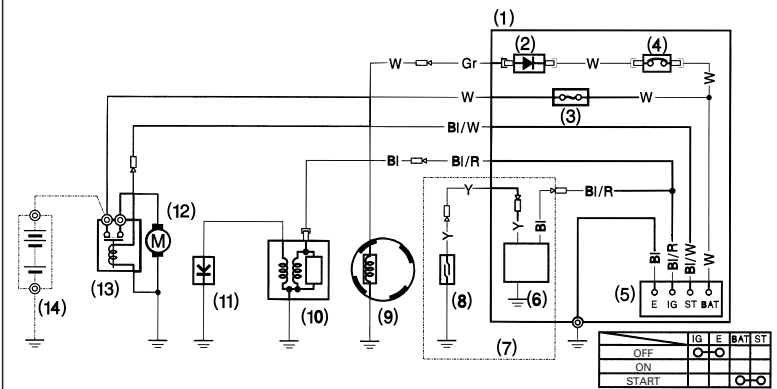 (1)
(2)
(4)
W
Gr
W
W
W
W
(3)
W
Bl/W
Bl
Bl/R
Y
Bl/R
(12)
Y
Y
Bl
Bl
Bl/R
Bl/W
W
M
(14)
(13)
(11)
(10)
(9)
(8)
(6)
(5)
E IG ST BAT
(7)
IG E BAT ST
OFF
ON
START